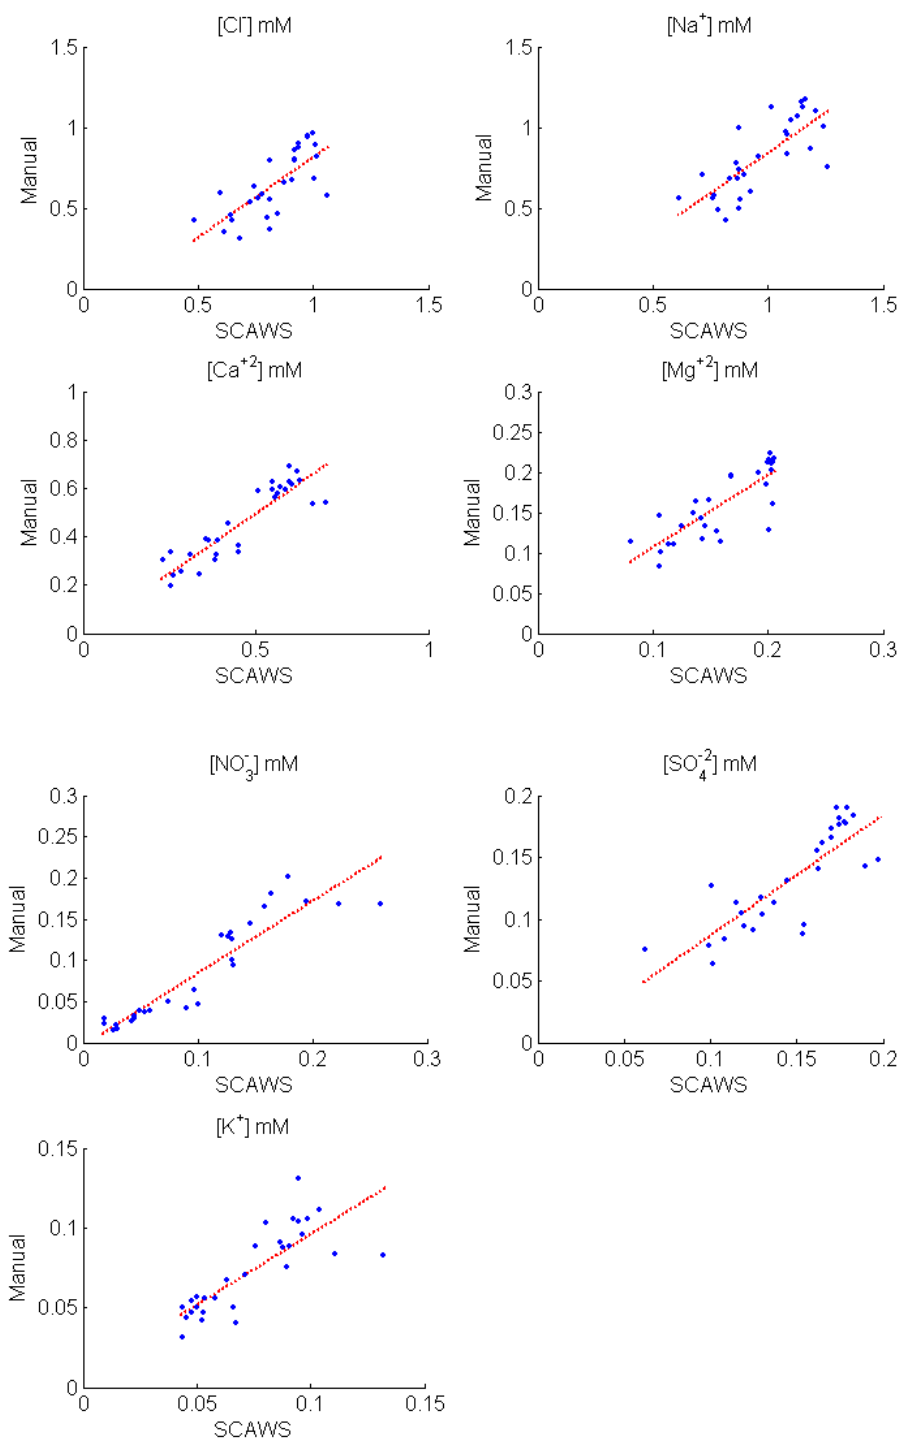 [Cl⁻] mM
1.5
1
0.5
0
Manual
0 0.5 1 1.5
SCAWS
[Na⁺] mM
1.5
1
0.5
0
Manual
0 0.5 1 1.5
SCAWS
[Ca⁺²] mM
1
0.8
0.6
0.4
0.2
0
Manual
0 0.5 1
SCAWS
[Mg⁺²] mM
0.3
0.25
0.2
0.15
0.1
0.05
0
Manual
0 0.1 0.2 0.3
SCAWS
[NO₃⁻] mM
0.3
0.25
0.2
0.15
0.1
0.05
0
Manual
0 0.1 0.2 0.3
SCAWS
[SO₄⁻²] mM
0.2
0.15
0.1
0.05
0
Manual
0 0.05 0.1 0.15 0.2
SCAWS
[K⁺] mM
0.15
0.1
0.05
0
Manual
0 0.05 0.1 0.15
SCAWS